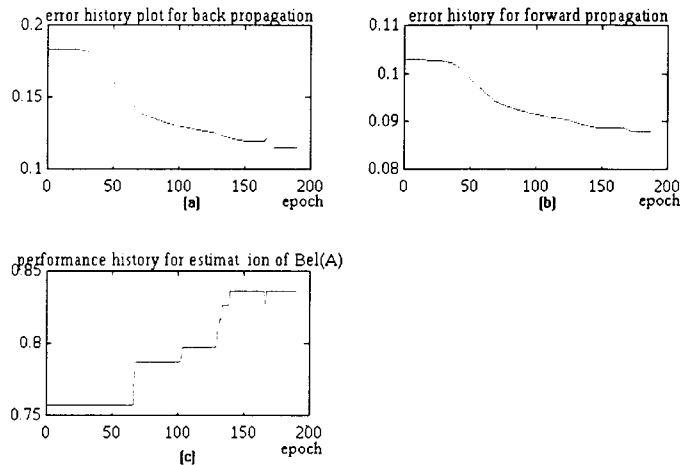 error history plot for back propagation
0.2
0.15
0.1
0 50 100 150 200
(a) epoch
error history for forward propagation
0.11
0.1
0.09
0.08
0 50 100 150 200
(b) epoch
performance history for estimat ion of Bel(A)
0.85
0.8
0.75
0 50 100 150 200
(c) epoch